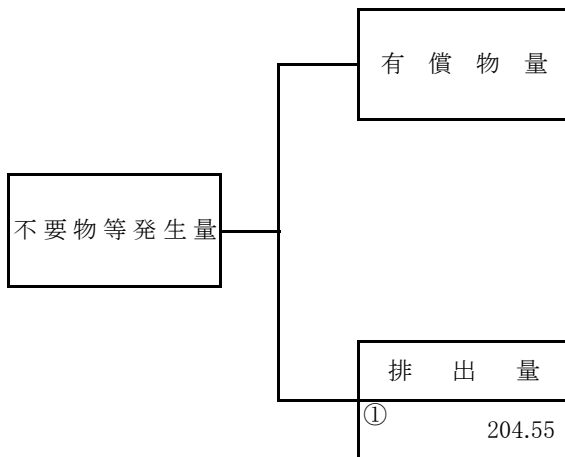 有償物量
不要物等発生量
排出量
①
204.55